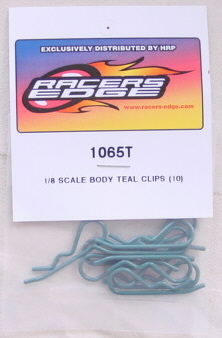 EXCLUSIVELY DISTRIBUTED BY HRP
RACERS
EDGE
www.racers-edge.com
1065T
1/8 SCALE BODY TEAL CLIPS (10)